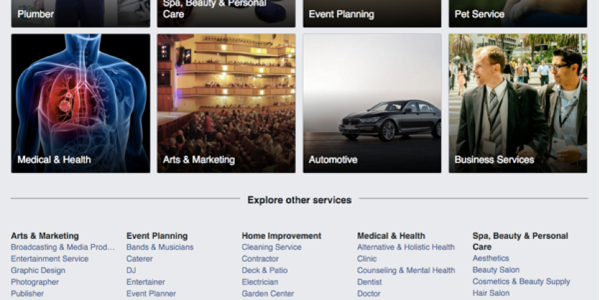 Plumber
Spa, Beauty & Personal
Care
Event Planning
Pet Service
Medical & Health
Arts & Marketing
Automotive
Business Services
Explore other services
Arts & Marketing
Broadcasting & Media Prod...
Entertainment Service
Graphic Design
Photographer
Publisher
Event Planning
Bands & Musicians
Caterer
DJ
Entertainer
Event Planner
Home Improvement
Cleaning Service
Contractor
Deck & Patio
Electrician
Garden Center
Medical & Health
Alternative & Holistic Health
Clinic
Counseling & Mental Health
Dentist
Doctor
Spa, Beauty & Personal
Care
Aesthetics
Beauty Salon
Cosmetics & Beauty Supply
Hair Salon